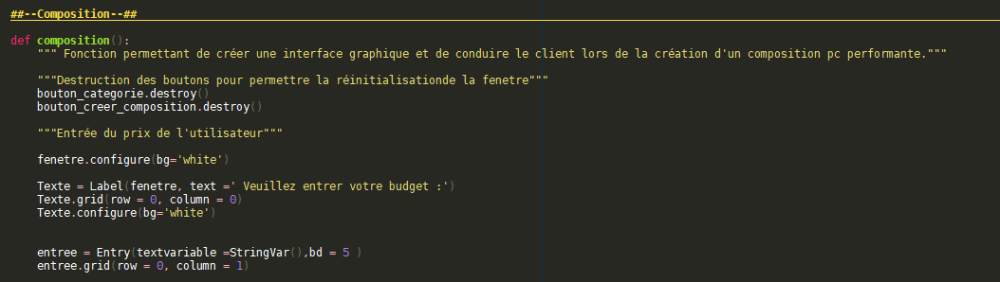 ##--Composition--##
def composition():
""" Fonction permettant de créer une interface graphique et de conduire le client lors de la création d'un composition pc performante."""
"""Destruction des boutons pour permettre la réinitialisationde la fenetre"""
bouton_categorie.destroy()
bouton_creer_composition.destroy()
"""Entrée du prix de l'utilisateur"""
fenetre.configure(bg='white')
Texte = Label(fenetre, text =' Veuillez entrer votre budget :')
Texte.grid(row = 0, column = 0)
Texte.configure(bg='white')
entree = Entry(textvariable =StringVar(),bd = 5 )
entree.grid(row = 0, column = 1)